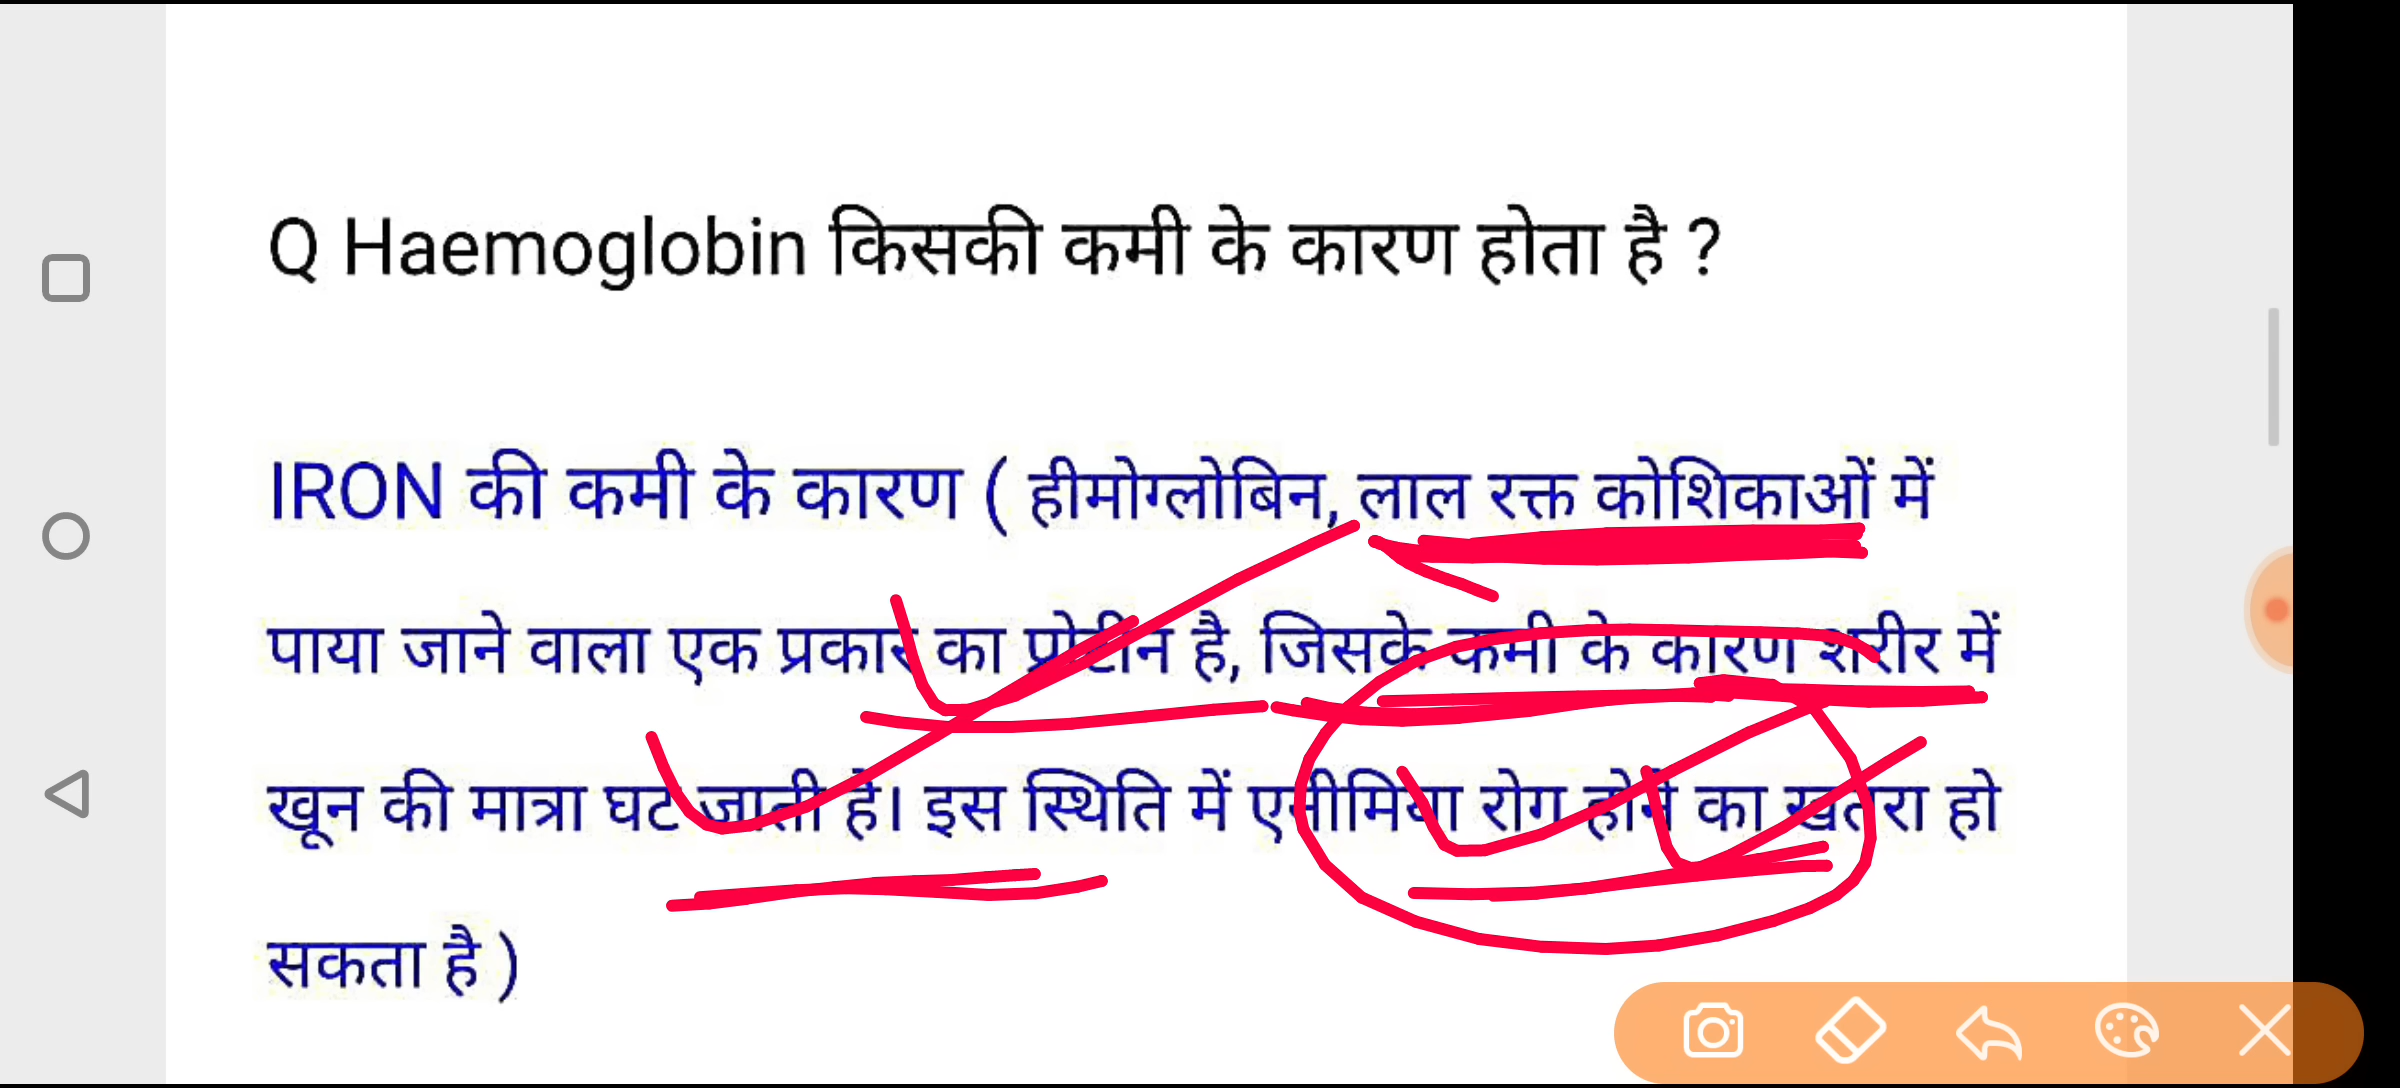 Q Haemoglobin किसकी कमी के कारण होता है ?
IRON की कमी के कारण ( हीमोग्लोबिन, लाल रक्त कोशिकाओं में
पाया जाने वाला एक प्रकार का प्रोटीन है, जिसके कमी के कारण शरीर में
खून की मात्रा घट जाती है। इस स्थिति में एनीमिया रोग होने का खतरा हो
सकता है )